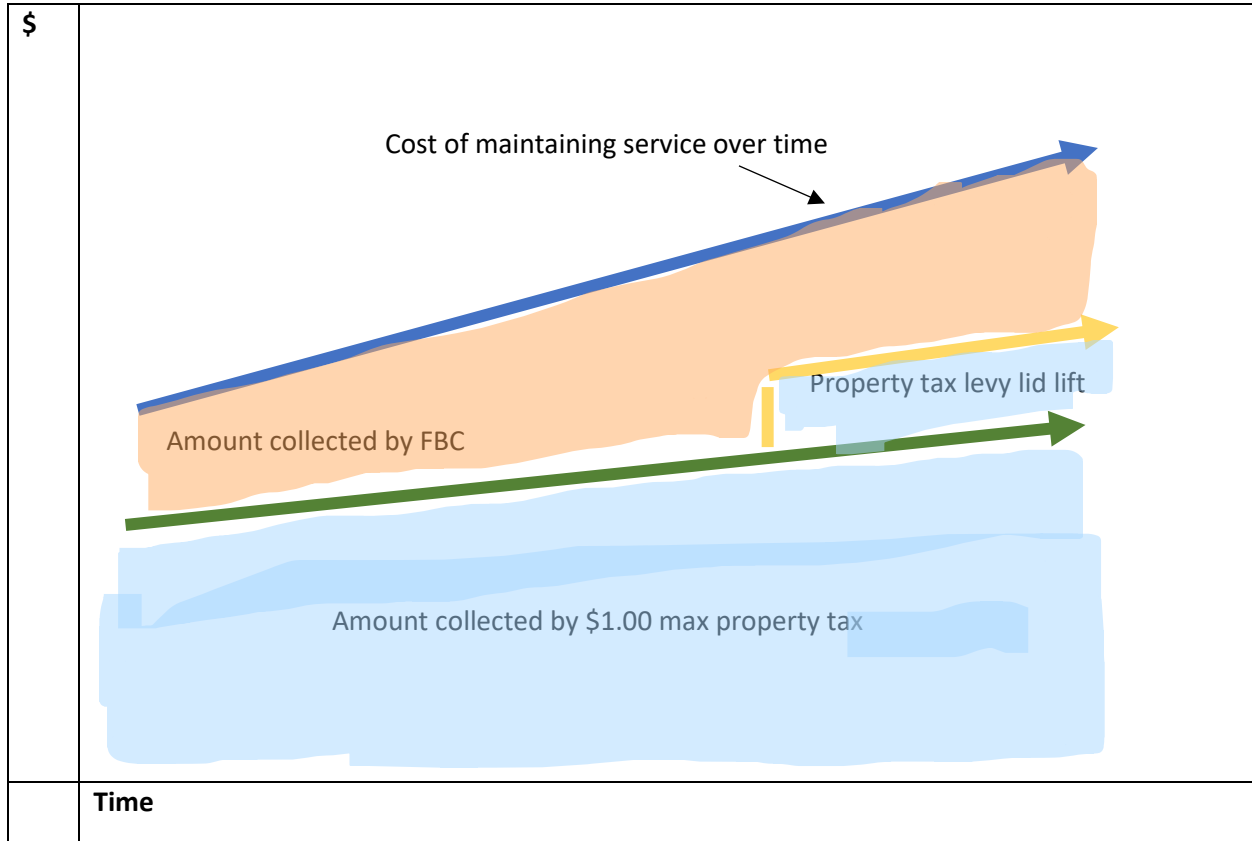 $
Cost of maintaining service over time
Property tax levy lid lift
Amount collected by FBC
Amount collected by $1.00 max property tax
Time